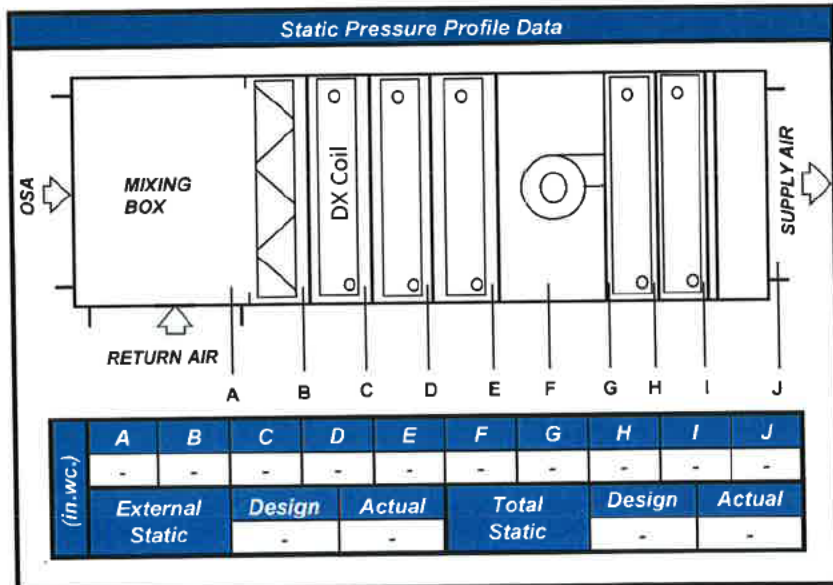 Static Pressure Profile Data
OSA
MIXING
BOX
DX Coil
SUPPLY AIR
RETURN AIR
A B C D E F G H I J
(in.wc.)
A B C D E F G H I J
- - - - - - - - - -
External
Static
Design Actual
- -
Total
Static
Design Actual
- -